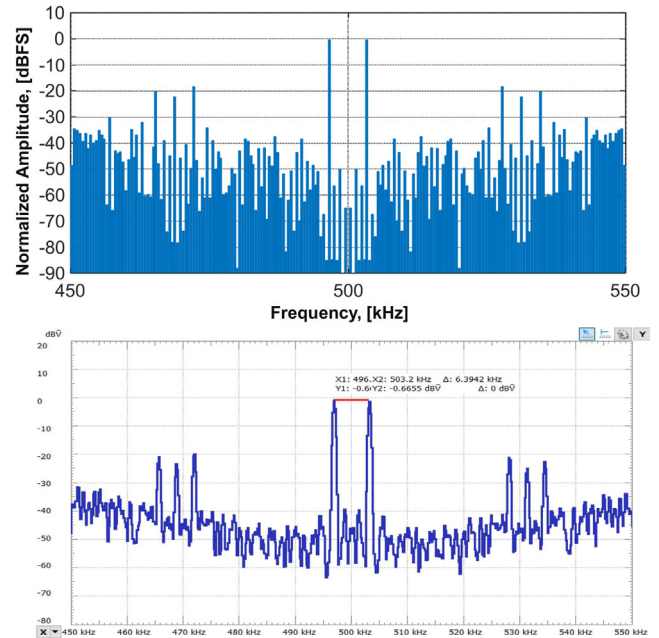 10
0
-10
-20
-30
-40
-50
-60
-70
-80
-90
Normalized Amplitude, [dBFS]
450 500 550
Frequency, [kHz]
dBṼ
Y
20
10
0
-10
-20
-30
-40
-50
-60
-70
-80
X1: 496. X2: 503.2 kHz Δ: 6.3942 kHz
Y1: -0.6 Y2: -0.6655 dBṼ Δ: 0 dBṼ
X 450 kHz 460 kHz 470 kHz 480 kHz 490 kHz 500 kHz 510 kHz 520 kHz 530 kHz 540 kHz 550 kHz